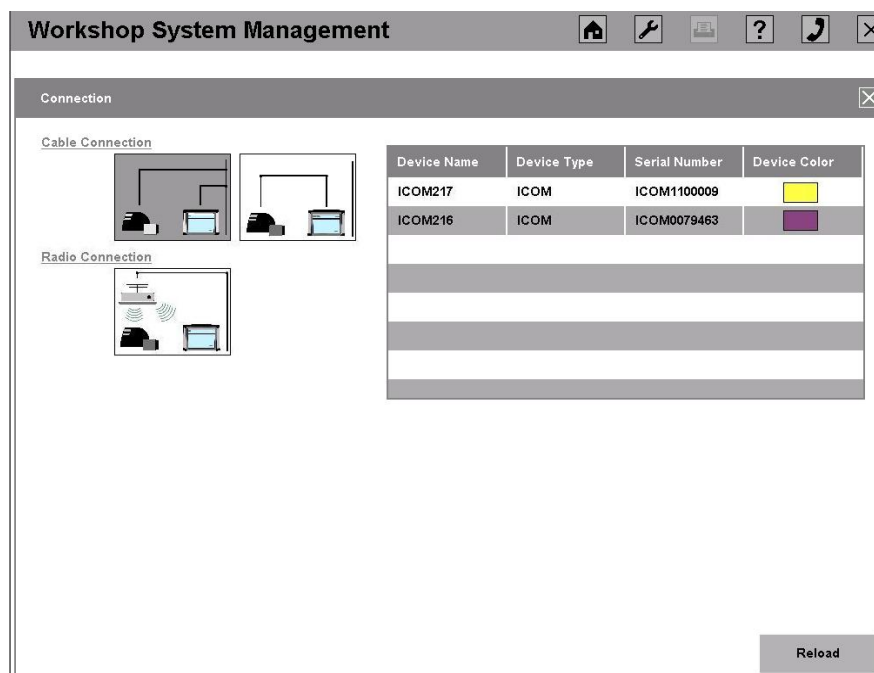 Workshop System Management
?
Connection
Cable Connection
Radio Connection
Device Name Device Type Serial Number Device Color
ICOM217 ICOM ICOM1100009
ICOM216 ICOM ICOM0079463
Reload